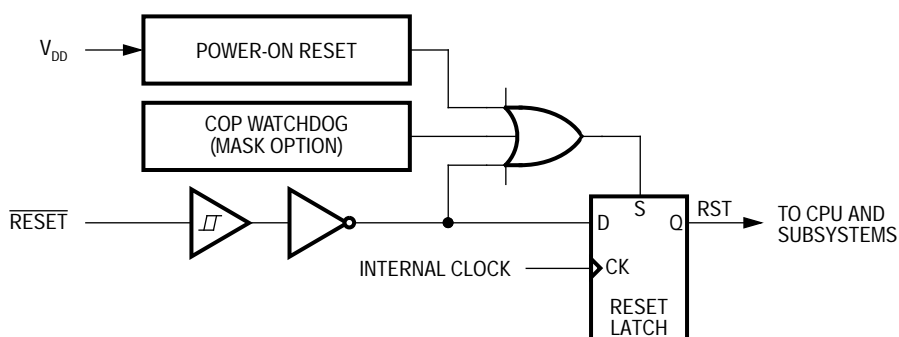 V_DD
POWER-ON RESET
COP WATCHDOG
(MASK OPTION)
RESET
D
S
Q
RST
TO CPU AND
SUBSYSTEMS
INTERNAL CLOCK
CK
RESET
LATCH